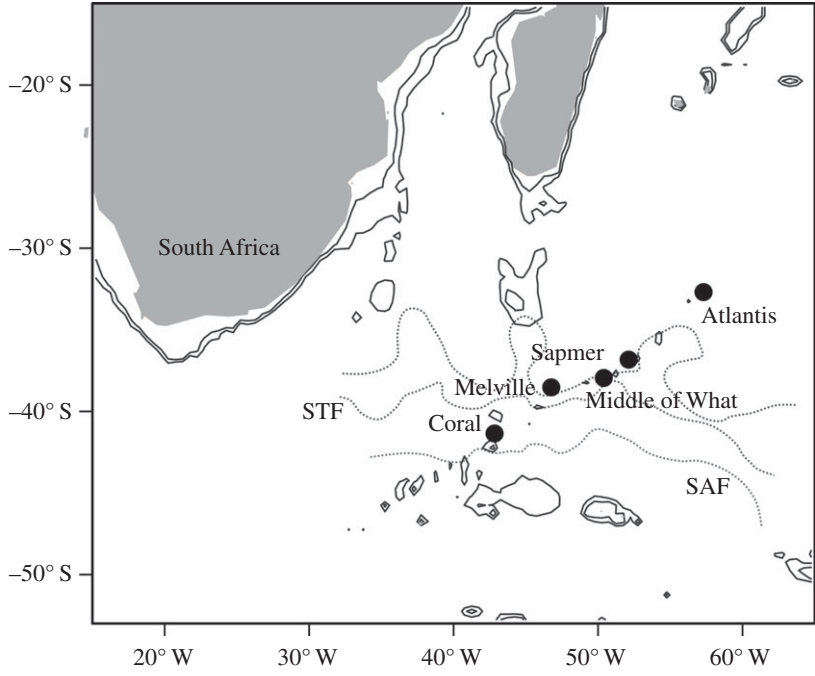 –20° S
South Africa
–30° S
Atlantis
Sapmer
Melville
Middle of What
STF
–40° S
Coral
SAF
–50° S
20° W
30° W
40° W
50° W
60° W